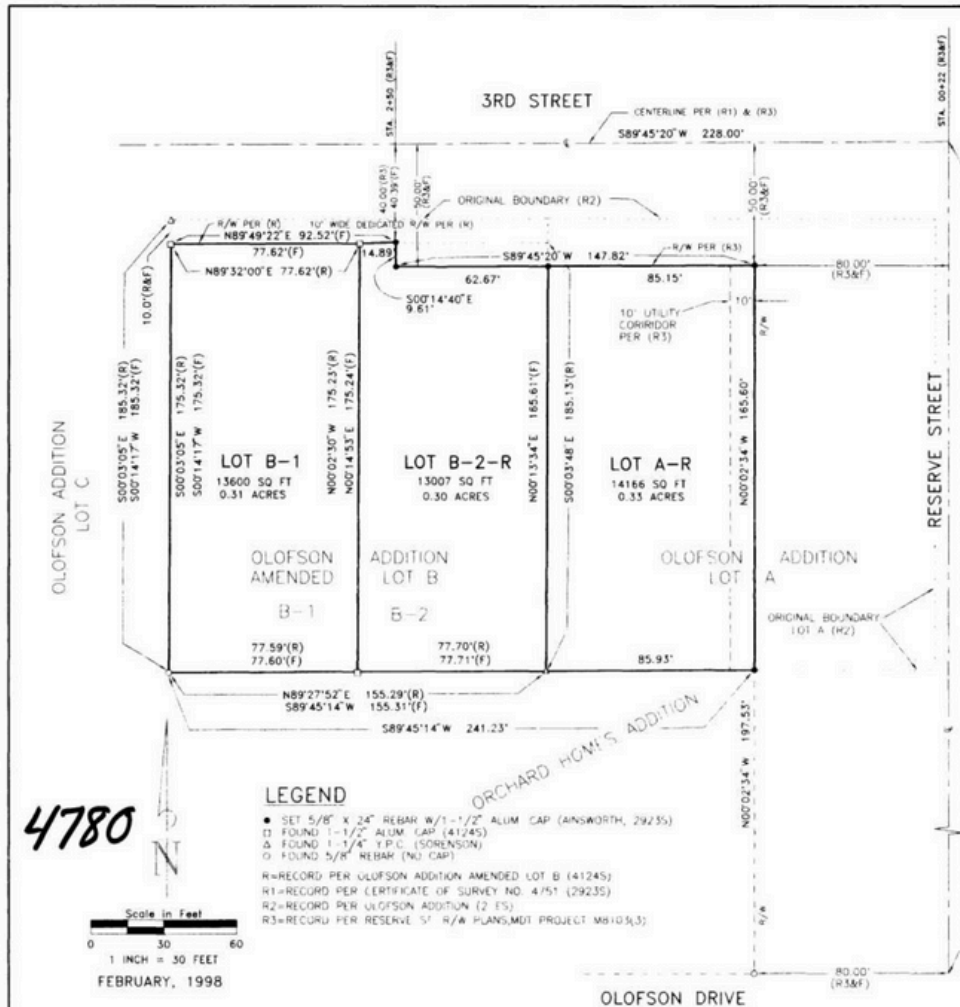 STA. 2+50 (R3&F)
STA. 00+22 (R3&F)
3RD STREET
CENTERLINE PER (R1) & (R3)
S89°45'20"W 228.00'
40.00'(R3)
40.39'(F)
50.00'
(R3&F)
50.00'
(R3&F)
ORIGINAL BOUNDARY (R2)
R/W PER (R)
10' WIDE DEDICATED R/W PER (R)
N89°49'22"E 92.52'(F)
R/W PER (R3)
77.62'(F)
14.89'
S89°45'20"W 147.82'
80.00'
(R3&F)
N89°32'00"E 77.62'(R)
62.67'
85.15'
10.0'(R&F)
S00°14'40"E
9.61'
10'
10' UTILITY
CORIRIDOR
PER (R3)
R/W
S00°03'05"E 185.32'(R)
S00°14'17"W 185.32'(F)
S00°03'05"E 175.32'(R)
S00°14'17"W 175.32'(F)
N00°02'30"W 175.23'(R)
N00°14'53"E 175.24'(F)
N00°13'34"E 165.61'(F)
S00°03'48"E 185.13'(R)
N00°02'34"W 165.60'
RESERVE STREET
OLOFSON ADDITION
LOT C
LOT B-1
13600 SQ FT
0.31 ACRES
LOT B-2-R
13007 SQ FT
0.30 ACRES
LOT A-R
14166 SQ FT
0.33 ACRES
OLOFSON ADDITION
AMENDED LOT B
B-1 B-2
OLOFSON ADDITION
LOT A
ORIGINAL BOUNDARY
LOT A (R2)
77.59'(R)
77.60'(F)
77.70'(R)
77.71'(F)
85.93'
N89°27'52"E 155.29'(R)
S89°45'14"W 155.31'(F)
S89°45'14"W 241.23'
ORCHARD HOMES ADDITION
N00°02'34"W 197.53'
R/W
4780
N
LEGEND
● SET 5/8" X 24" REBAR W/1-1/2" ALUM CAP (AINSWORTH, 2923S)
□ FOUND 1-1/2" ALUM. CAP (4124S)
△ FOUND 1-1/4" Y.P.C. (SORENSON)
○ FOUND 5/8" REBAR (NO CAP)
R=RECORD PER OLOFSON ADDITION AMENDED LOT B (4124S)
R1=RECORD PER CERTIFICATE OF SURVEY NO. 4751 (2923S)
R2=RECORD PER OLOFSON ADDITION (2 ES)
R3=RECORD PER RESERVE ST R/W PLANS,MDT PROJECT M8103(3)
Scale in Feet
0 30 60
1 INCH = 30 FEET
FEBRUARY, 1998
80.00'
(R3&F)
OLOFSON DRIVE